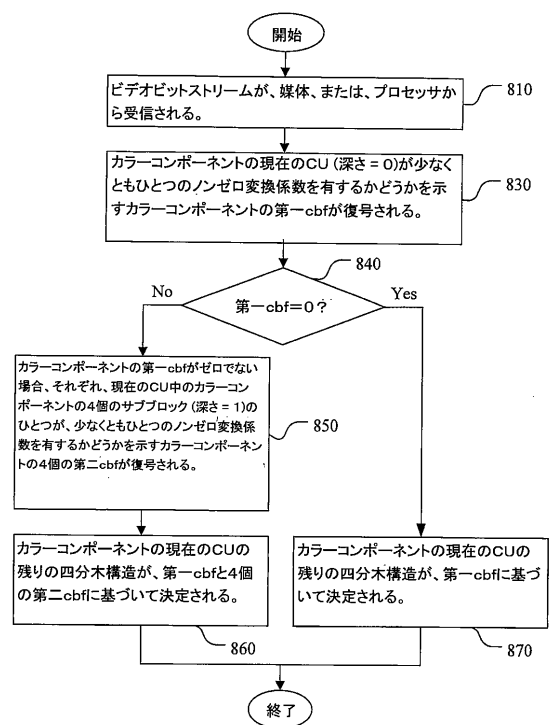 開始
ビデオビットストリームが、媒体、または、プロセッサか
ら受信される。
810
カラーコンポーネントの現在のCU (深さ = 0)が少なく
ともひとつのノンゼロ変換係数を有するかどうかを示
すカラーコンポーネントの第一cbfが復号される。
830
840
No
第一cbf=0?
Yes
カラーコンポーネントの第一cbfがゼロでない
場合、それぞれ、現在のCU中のカラーコン
ポーネントの4個のサブブロック (深さ = 1)の
ひとつが、少なくともひとつのノンゼロ変換係
数を有するかどうかを示すカラーコンポーネン
トの4個の第二cbfが復号される。
850
カラーコンポーネントの現在のCUの
残りの四分木構造が、第一cbfと4個
の第二cbfに基づいて決定される。
860
カラーコンポーネントの現在のCUの
残りの四分木構造が、第一cbfに基づ
いて決定される。
870
終了